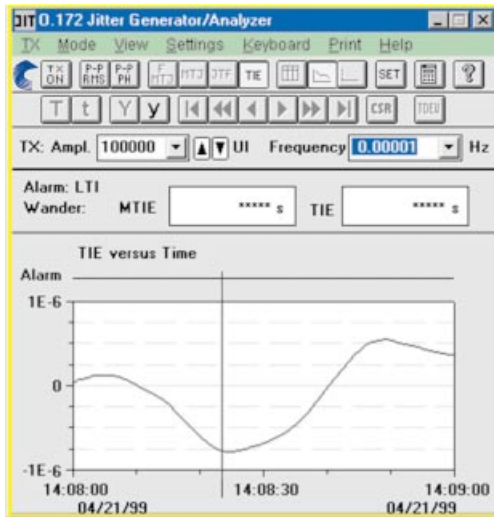 JIT O.172 Jitter Generator/Analyzer
TX Mode View Settings Keyboard Print Help
TX ON P-P RMS P-P PH F MTJ MTJ JTF TIE SET ?
T t Y y CSR TDEV
TX: Ampl. 100000 UI Frequency 0.00001 Hz
Alarm: LTI
Wander: MTIE ***** s TIE ***** s
TIE versus Time
Alarm
1E-6
0
-1E-6
14:08:00 14:08:30 14:09:00
04/21/99 04/21/99